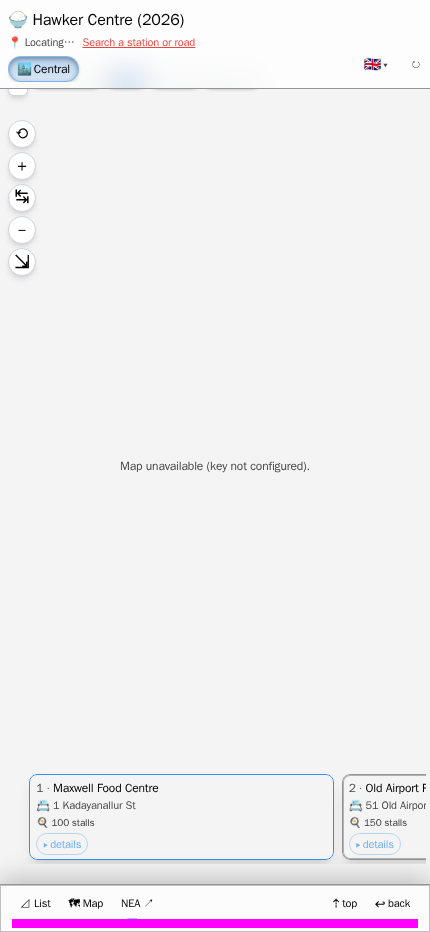 Hawker Centre (2026)
Locating… Search a station or road
Central
Map unavailable (key not configured).
1 · Maxwell Food Centre
1 Kadayanallur St
100 stalls
▸ details
2 · Old Airport
51 Old Airpor
150 stalls
▸ details
List Map NEA ↗ ↑ top ↩ back